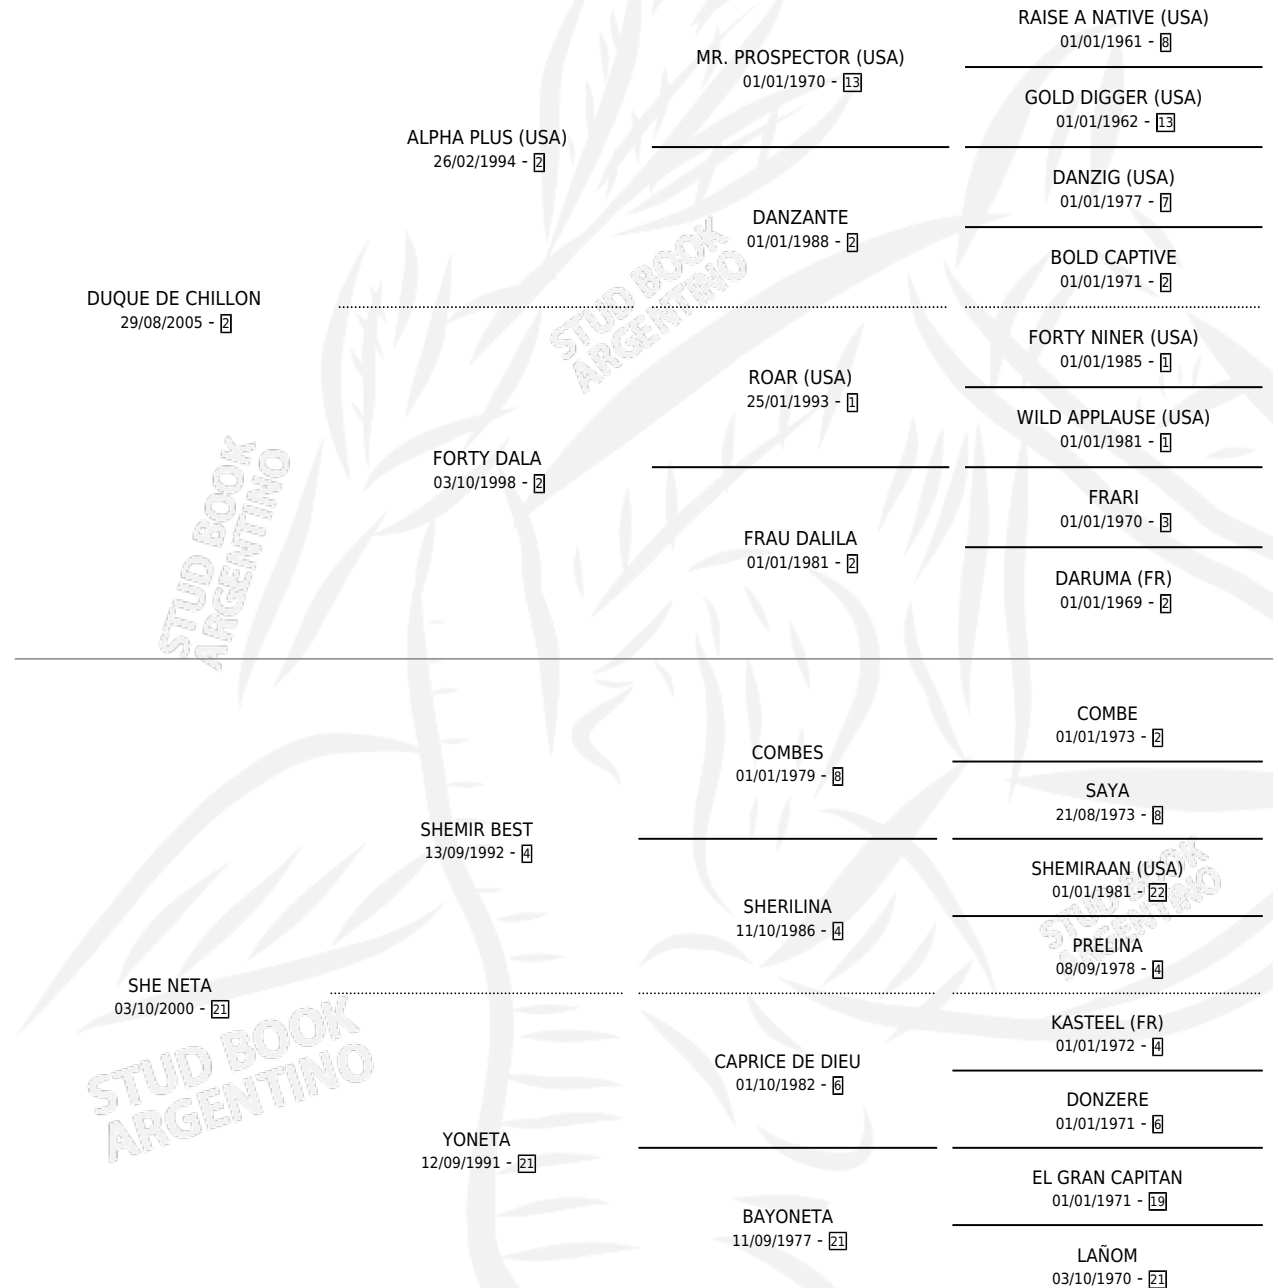 RAISE A NATIVE (USA)
01/01/1961 - 8
MR. PROSPECTOR (USA)
01/01/1970 - 13
GOLD DIGGER (USA)
01/01/1962 - 13
ALPHA PLUS (USA)
26/02/1994 - 2
DANZIG (USA)
01/01/1977 - 7
DANZANTE
01/01/1988 - 2
BOLD CAPTIVE
01/01/1971 - 2
DUQUE DE CHILLON
29/08/2005 - 2
FORTY NINER (USA)
01/01/1985 - 1
ROAR (USA)
25/01/1993 - 1
WILD APPLAUSE (USA)
01/01/1981 - 1
FORTY DALA
03/10/1998 - 2
FRARI
01/01/1970 - 3
FRAU DALILA
01/01/1981 - 2
DARUMA (FR)
01/01/1969 - 2
STUD BOOK
ARGENTINO
STUD BOOK
ARGENTINO
COMBE
01/01/1973 - 2
COMBES
01/01/1979 - 8
SAYA
21/08/1973 - 8
SHEMIR BEST
13/09/1992 - 4
SHEMIRAAN (USA)
01/01/1981 - 22
SHERILINA
11/10/1986 - 4
PRELINA
08/09/1978 - 4
STUD BOOK
ARGENTINO
SHE NETA
03/10/2000 - 21
KASTEEL (FR)
01/01/1972 - 4
CAPRICE DE DIEU
01/10/1982 - 6
DONZERE
01/01/1971 - 6
YONETA
12/09/1991 - 21
EL GRAN CAPITAN
01/01/1971 - 19
BAYONETA
11/09/1977 - 21
LAÑOM
03/10/1970 - 21
STUD BOOK
ARGENTINO